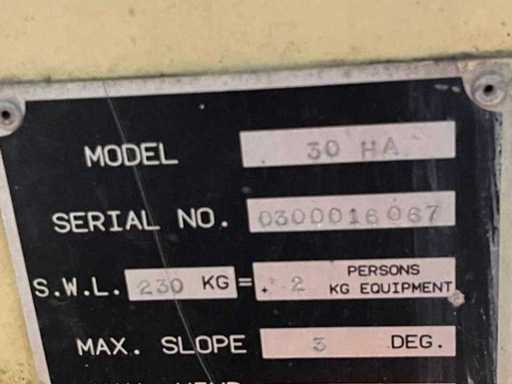 MODEL 30 HA
SERIAL NO. 0300016067
S.W.L. 230 KG = 2 PERSONS
KG EQUIPMENT
MAX. SLOPE 3 DEG.